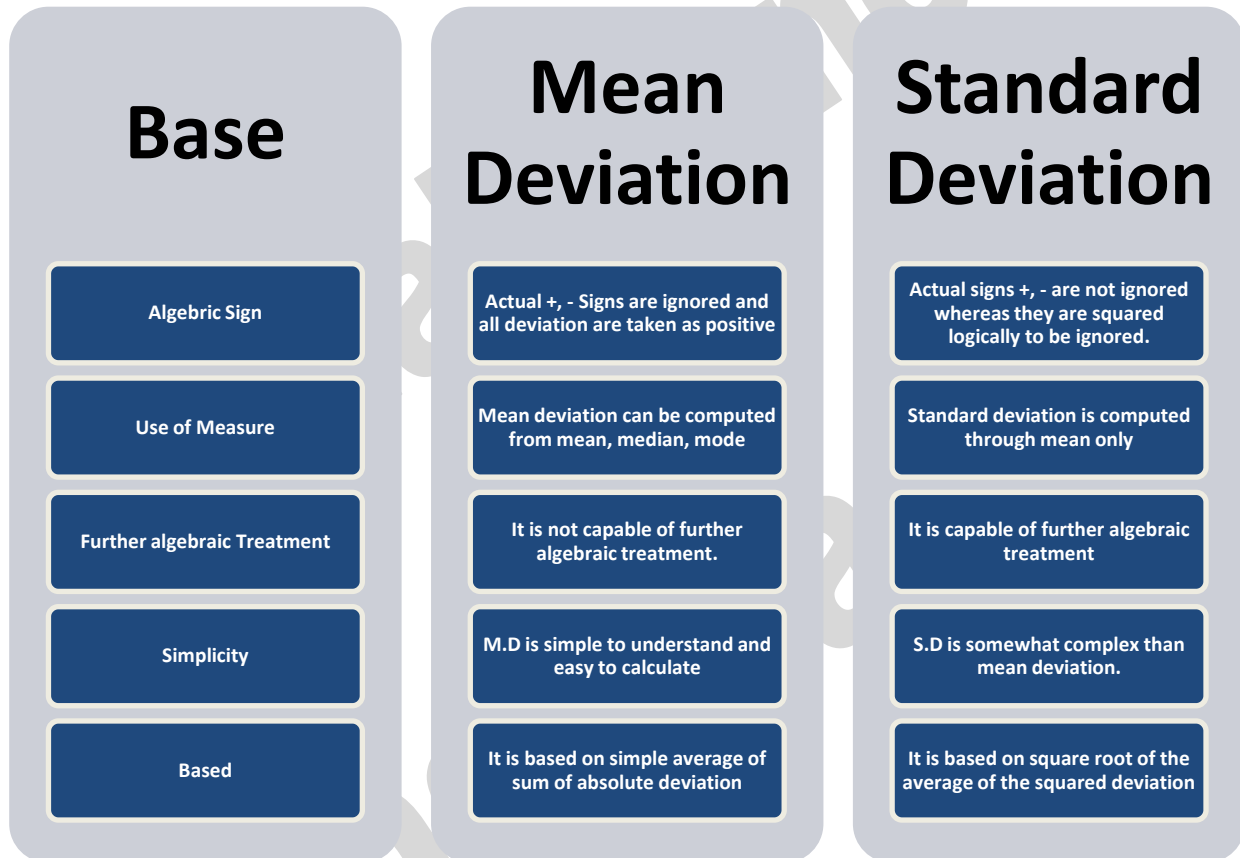 Base
Mean
Deviation
Standard
Deviation
Algebric Sign
Actual +, - Signs are ignored and
all deviation are taken as positive
Actual signs +, - are not ignored
whereas they are squared
logically to be ignored.
Use of Measure
Mean deviation can be computed
from mean, median, mode
Standard deviation is computed
through mean only
Further algebraic Treatment
It is not capable of further
algebraic treatment.
It is capable of further algebraic
treatment
Simplicity
M.D is simple to understand and
easy to calculate
S.D is somewhat complex than
mean deviation.
Based
It is based on simple average of
sum of absolute deviation
It is based on square root of the
average of the squared deviation